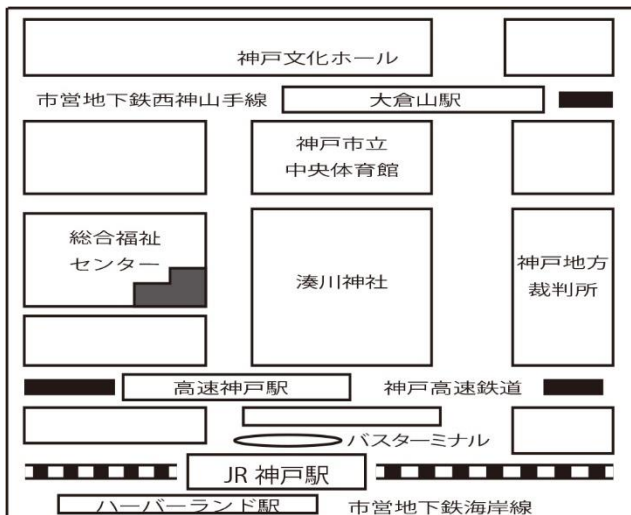 神戸文化ホール
市営地下鉄西神山手線
大倉山駅
神戸市立
中央体育館
総合福祉
センター
湊川神社
神戸地方
裁判所
高速神戸駅
神戸高速鉄道
バスターミナル
JR 神戸駅
ハーバーランド駅
市営地下鉄海岸線